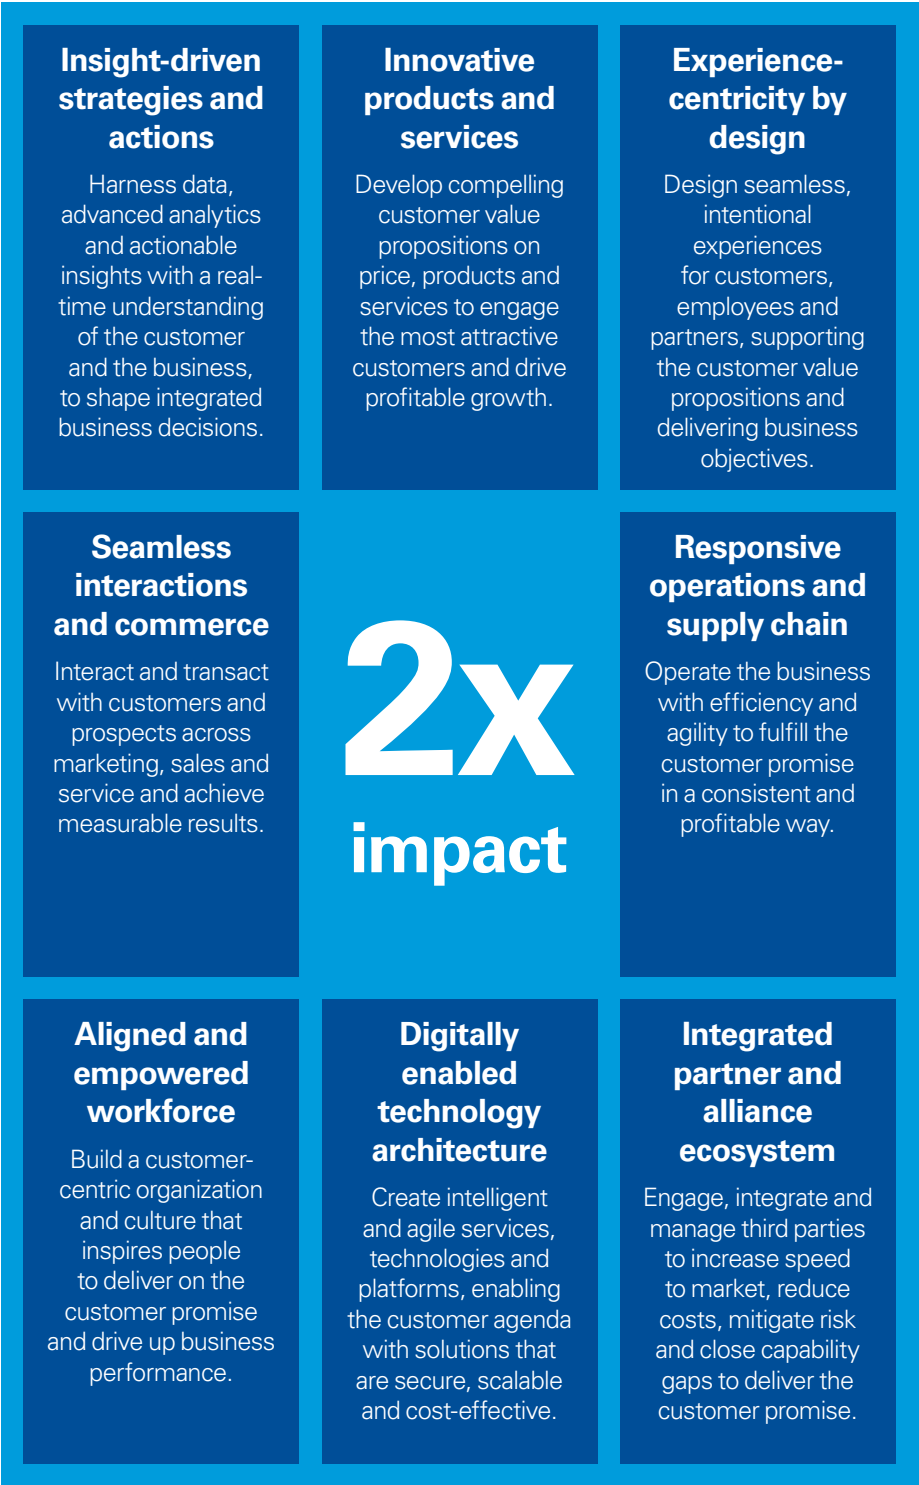 Insight-driven
strategies and
actions
Harness data,
advanced analytics
and actionable
insights with a real-
time understanding
of the customer
and the business,
to shape integrated
business decisions.
Innovative
products and
services
Develop compelling
customer value
propositions on
price, products and
services to engage
the most attractive
customers and drive
profitable growth.
Experience-
centricity by
design
Design seamless,
intentional
experiences
for customers,
employees and
partners, supporting
the customer value
propositions and
delivering business
objectives.
Seamless
interactions
and commerce
Interact and transact
with customers and
prospects across
marketing, sales and
service and achieve
measurable results.
2x
impact
Responsive
operations and
supply chain
Operate the business
with efficiency and
agility to fulfill the
customer promise
in a consistent and
profitable way.
Aligned and
empowered
workforce
Build a customer-
centric organization
and culture that
inspires people
to deliver on the
customer promise
and drive up business
performance.
Digitally
enabled
technology
architecture
Create intelligent
and agile services,
technologies and
platforms, enabling
the customer agenda
with solutions that
are secure, scalable
and cost-effective.
Integrated
partner and
alliance
ecosystem
Engage, integrate and
manage third parties
to increase speed
to market, reduce
costs, mitigate risk
and close capability
gaps to deliver the
customer promise.